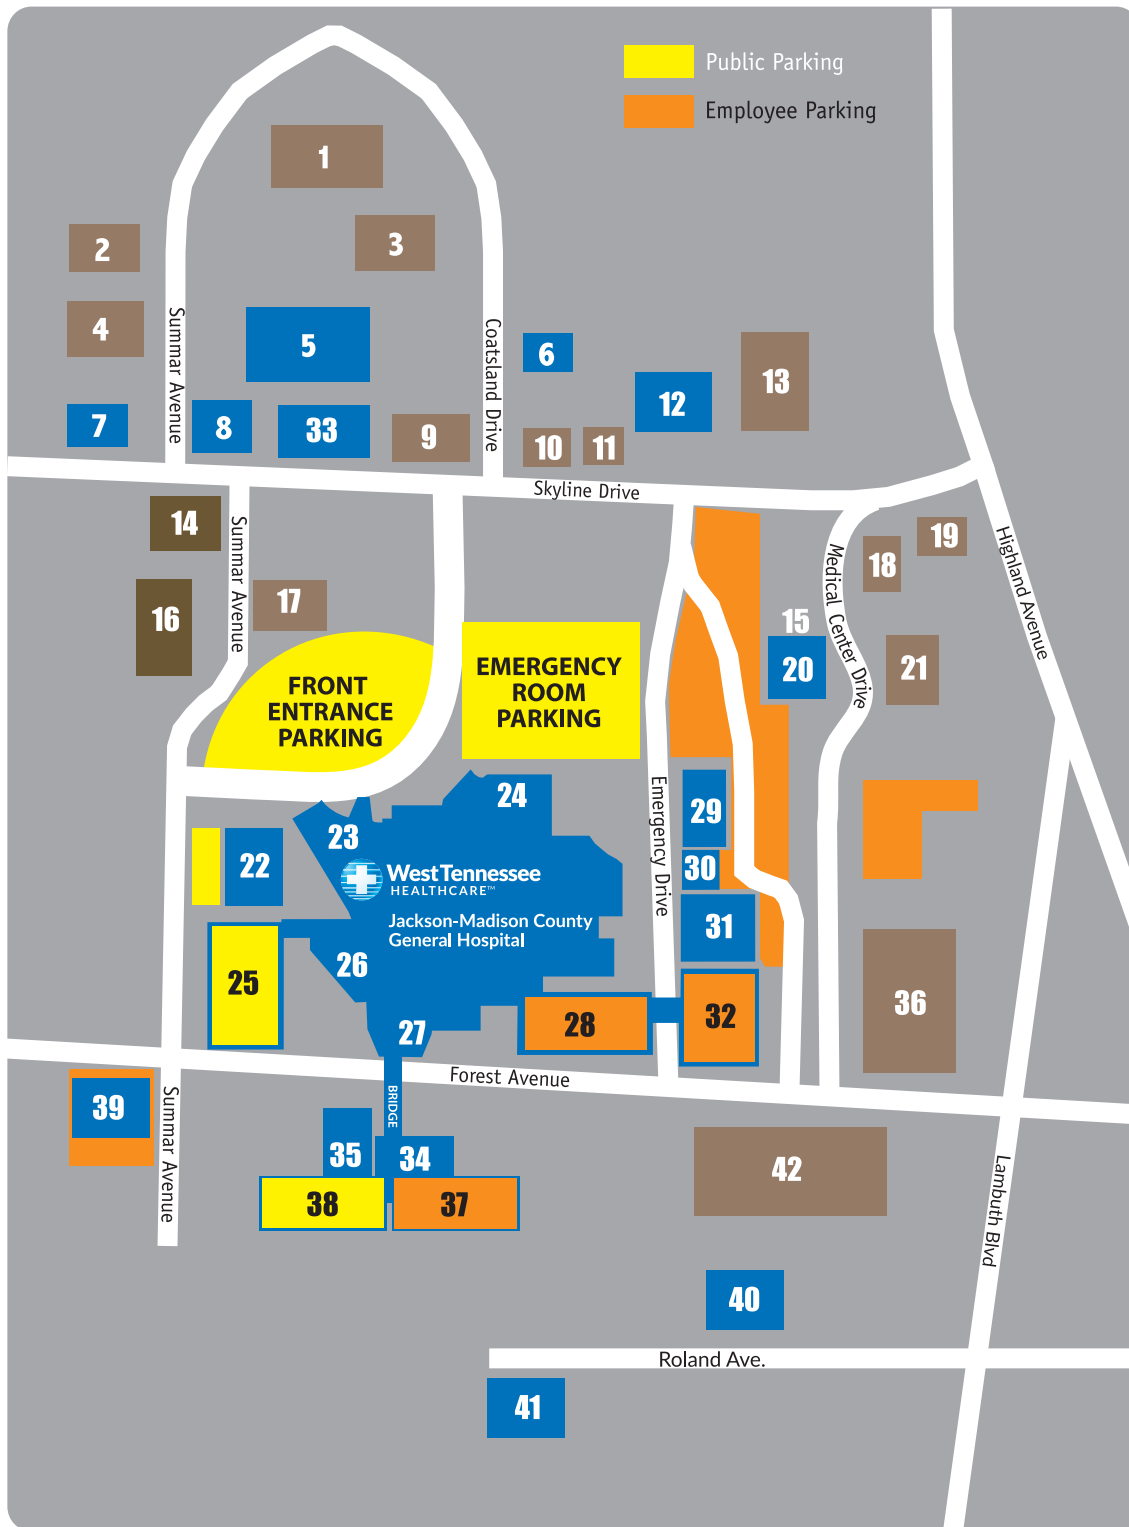 Public Parking
Employee Parking
1
2
3
4
Summar Avenue
5
Coatsland Drive
6
12
13
7
8
33
9
10
11
Skyline Drive
14
Summar Avenue
16
17
Medical Center Drive
18
19
Highland Avenue
15
20
21
FRONT
ENTRANCE
PARKING
EMERGENCY
ROOM
PARKING
Emergency Drive
24
23
29
22
30
West Tennessee
HEALTHCARE™
Jackson-Madison County
General Hospital
31
25
26
27
28
32
36
Forest Avenue
BRIDGE
39
Summar Avenue
35
34
38
37
42
Lambuth Blvd
40
Roland Ave.
41